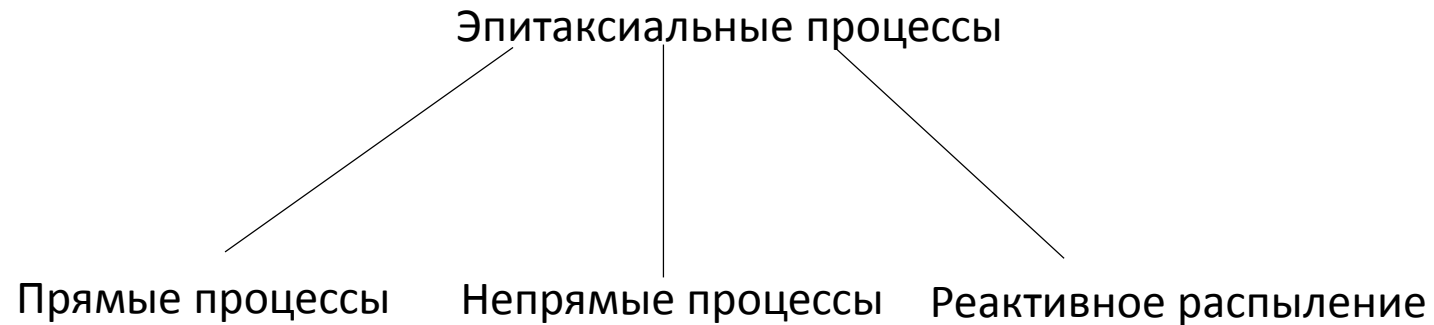 Эпитаксиальные процессы
Прямые процессы
Непрямые процессы
Реактивное распыление